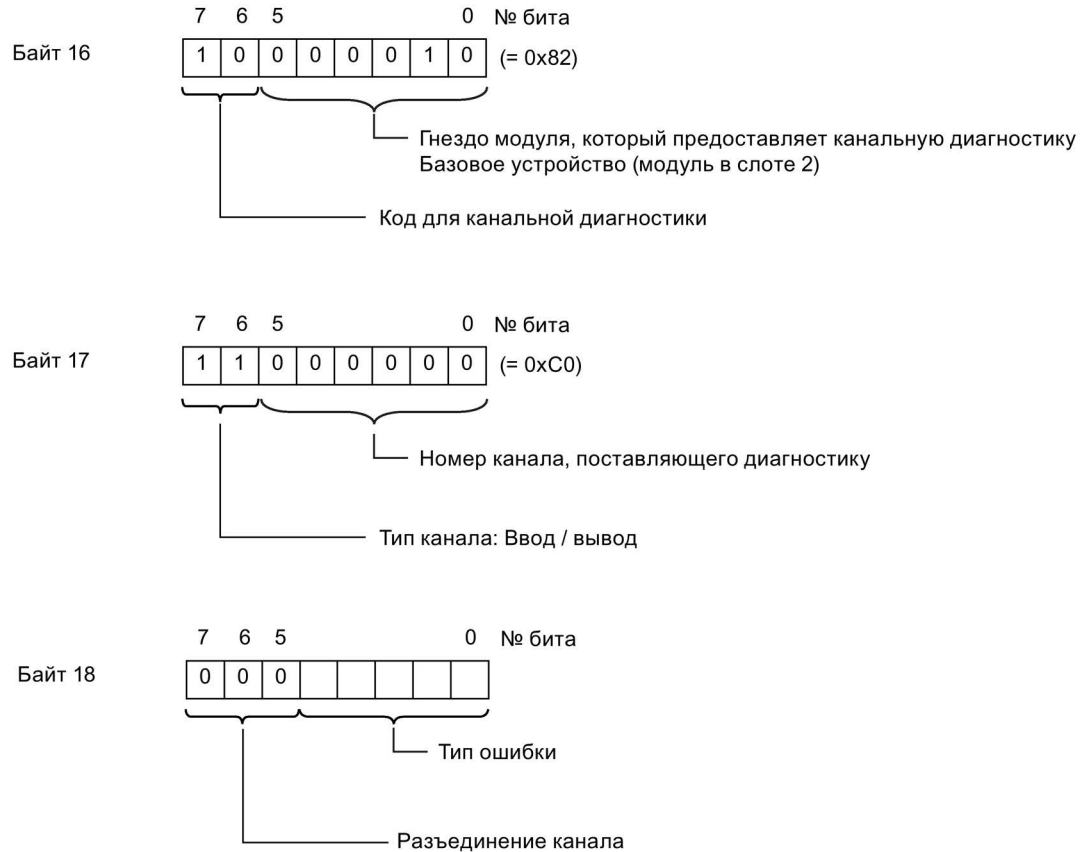 7 6 5 0 № бита
Байт 16 1 0 0 0 0 0 1 0 (= 0x82)
Гнездо модуля, который предоставляет канальную диагностику
Базовое устройство (модуль в слоте 2)
Код для канальной диагностики
7 6 5 0 № бита
Байт 17 1 1 0 0 0 0 0 0 (= 0xC0)
Номер канала, поставляющего диагностику
Тип канала: Ввод / вывод
7 6 5 0 № бита
Байт 18 0 0 0
Тип ошибки
Разъединение канала